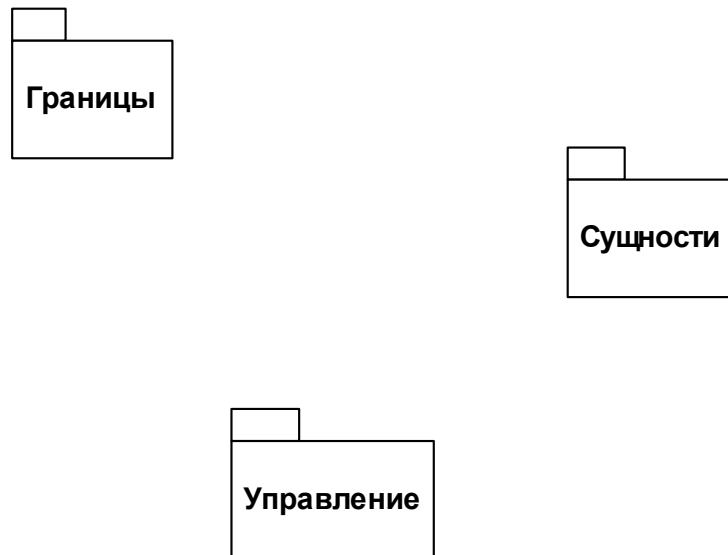 Границы
Сущности
Управление